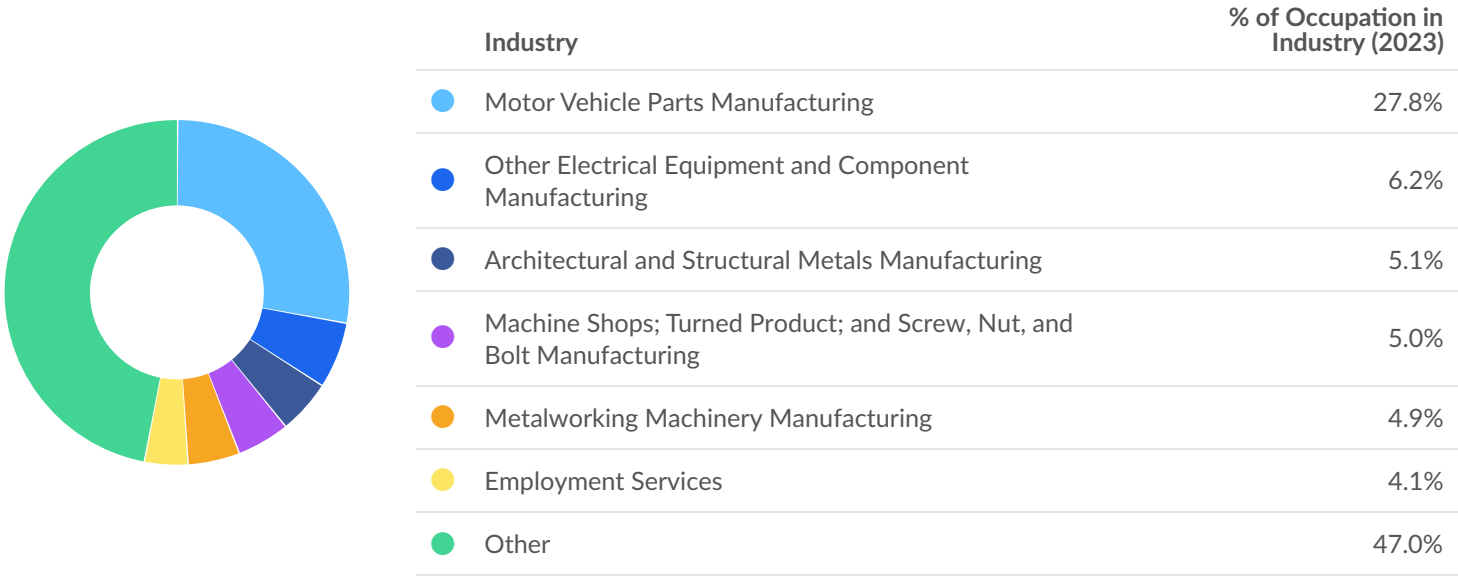 % of Occupation in
Industry
Industry (2023)
Motor Vehicle Parts Manufacturing
27.8%
Other Electrical Equipment and Component
Manufacturing
6.2%
Architectural and Structural Metals Manufacturing
5.1%
Machine Shops; Turned Product; and Screw, Nut, and
Bolt Manufacturing
5.0%
Metalworking Machinery Manufacturing
4.9%
Employment Services
4.1%
Other
47.0%